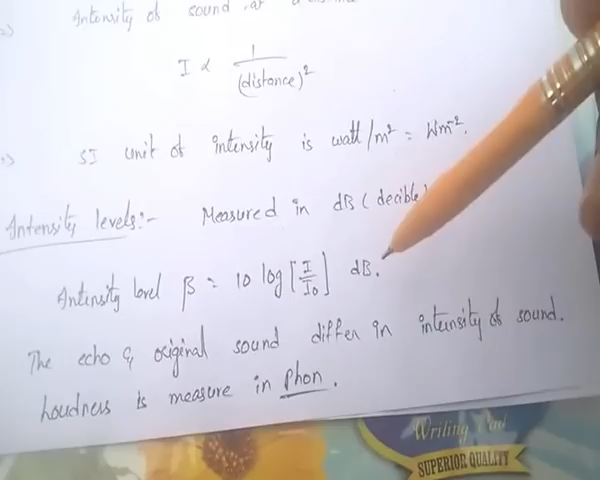 Intensity of sound at a
I ∝ 1/(distance)²
SI Unit of intensity is watt/m² = Wm⁻².
Intensity levels:- Measured in dB (decible)
Intensity level β = 10 log [I/I₀] dB.
The echo & original sound differ in intensity of sound.
Loudness is measure in Phon.
Writing Pad
SUPERIOR QUALITY